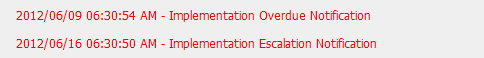 2012/06/09 06:30:54 AM - Implementation Overdue Notification
2012/06/16 06:30:50 AM - Implementation Escalation Notification